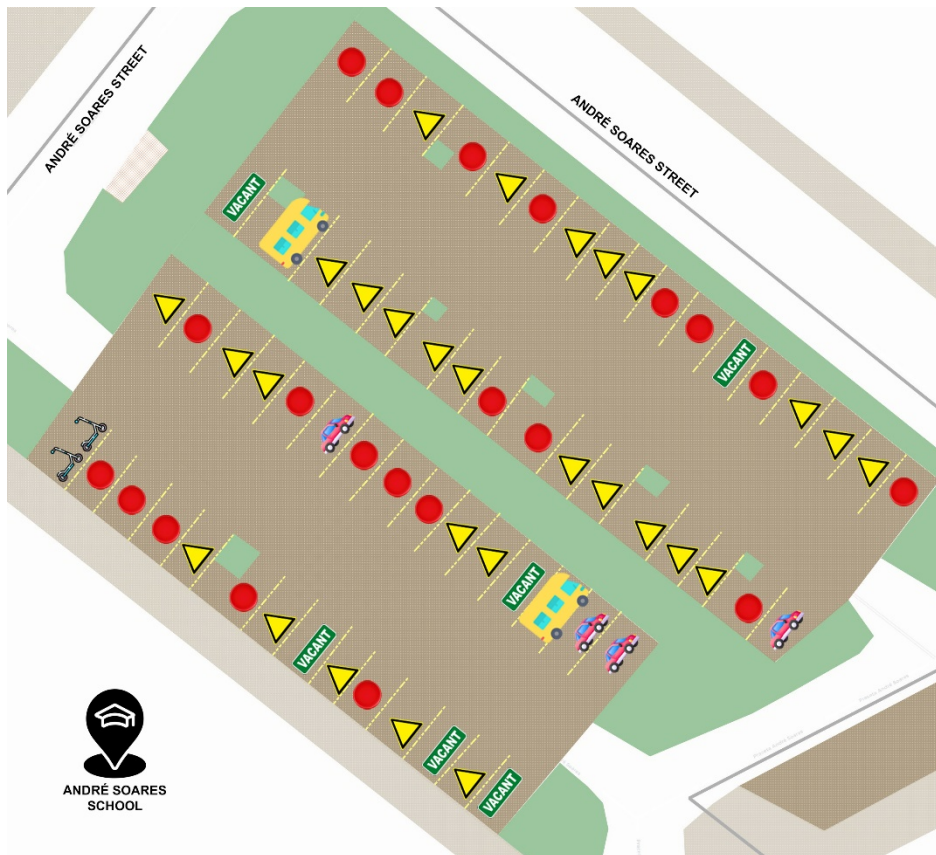 ANDRÉ SOARES STREET
ANDRÉ SOARES STREET
VACANT
VACANT
VACANT
VACANT
VACANT
VACANT
ANDRÉ SOARES
SCHOOL